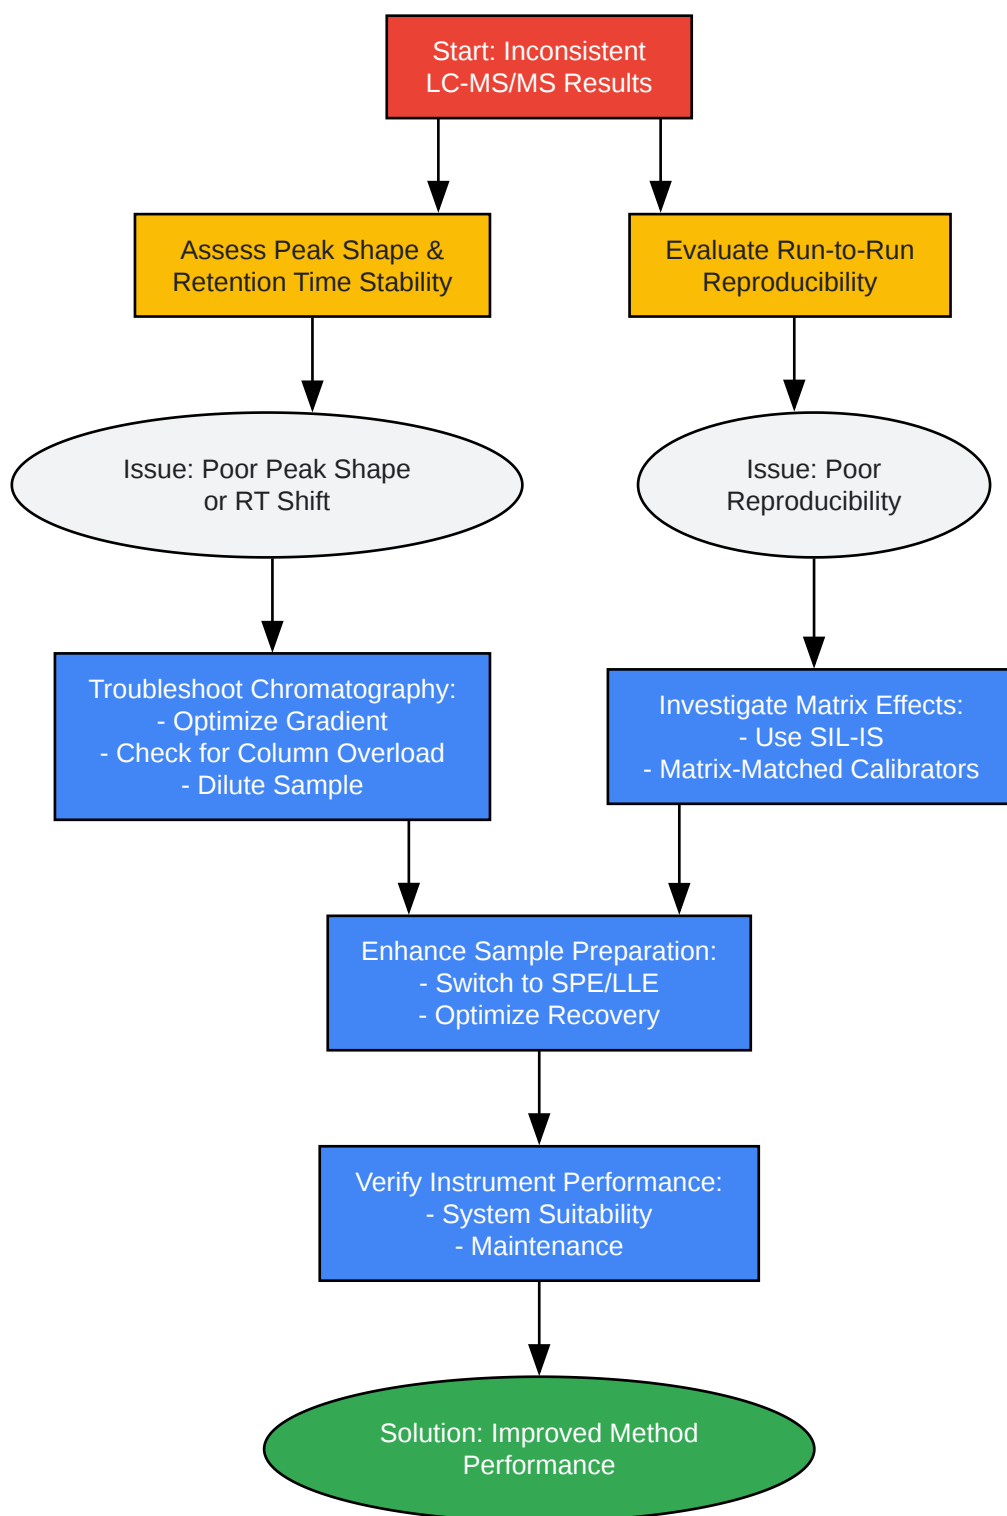 Start: Inconsistent
LC-MS/MS Results
Assess Peak Shape &
Retention Time Stability
Evaluate Run-to-Run
Reproducibility
Issue: Poor Peak Shape
or RT Shift
Issue: Poor
Reproducibility
Troubleshoot Chromatography:
- Optimize Gradient
- Check for Column Overload
- Dilute Sample
Investigate Matrix Effects:
- Use SIL-IS
- Matrix-Matched Calibrators
Enhance Sample Preparation:
- Switch to SPE/LLE
- Optimize Recovery
Verify Instrument Performance:
- System Suitability
- Maintenance
Solution: Improved Method
Performance